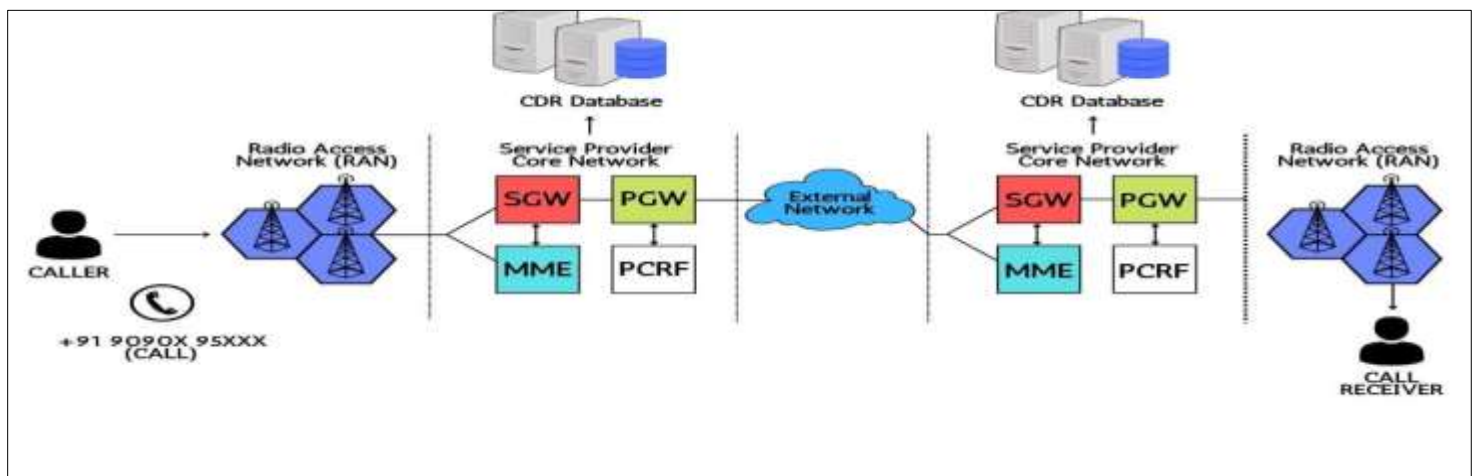 CDR Database
CDR Database
Radio Access
Network (RAN)
Service Provider
Core Network
Service Provider
Core Network
Radio Access
Network (RAN)
SGW
PGW
External
Network
SGW
PGW
MME
PCRF
MME
PCRF
CALLER
+91 9090X 95XXX
(CALL)
CALL
RECEIVER